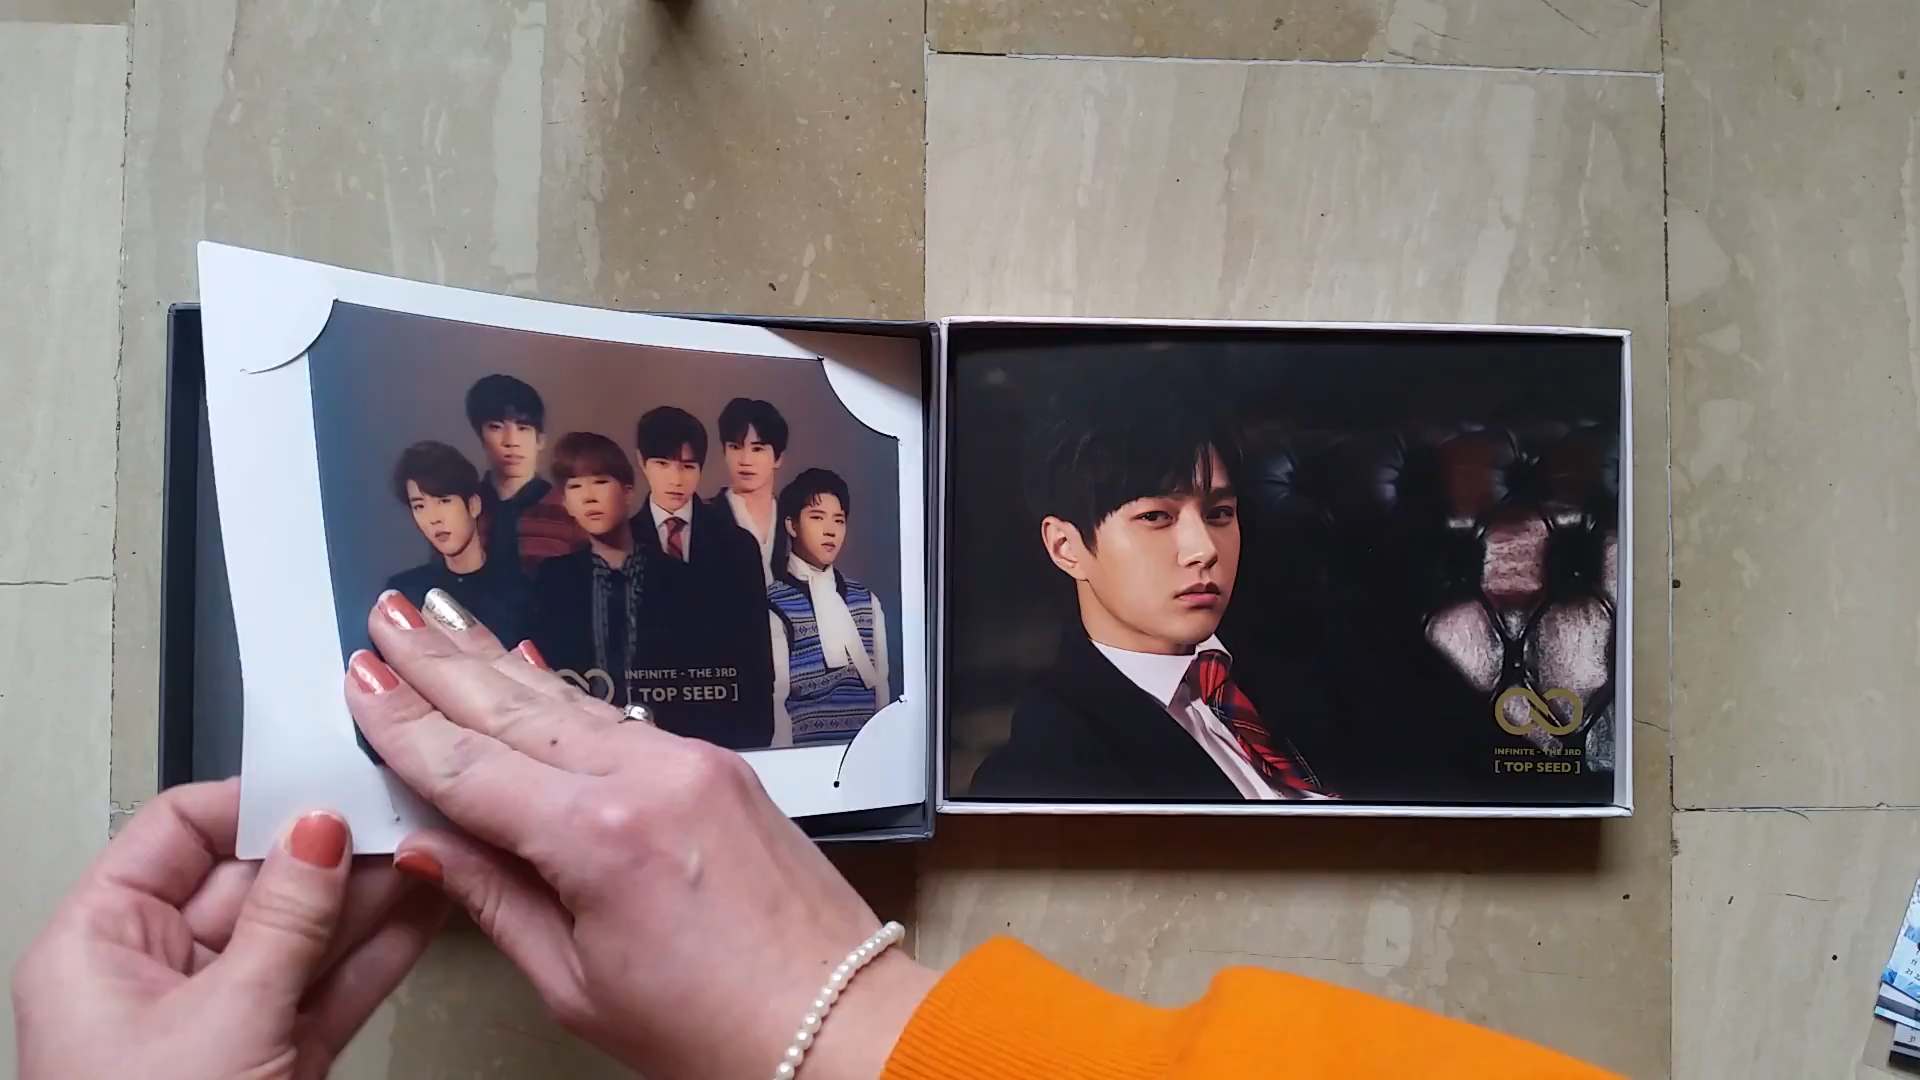 INFINITE - THE 3RD
[ TOP SEED ]
INFINITE - THE 3RD
[ TOP SEED ]